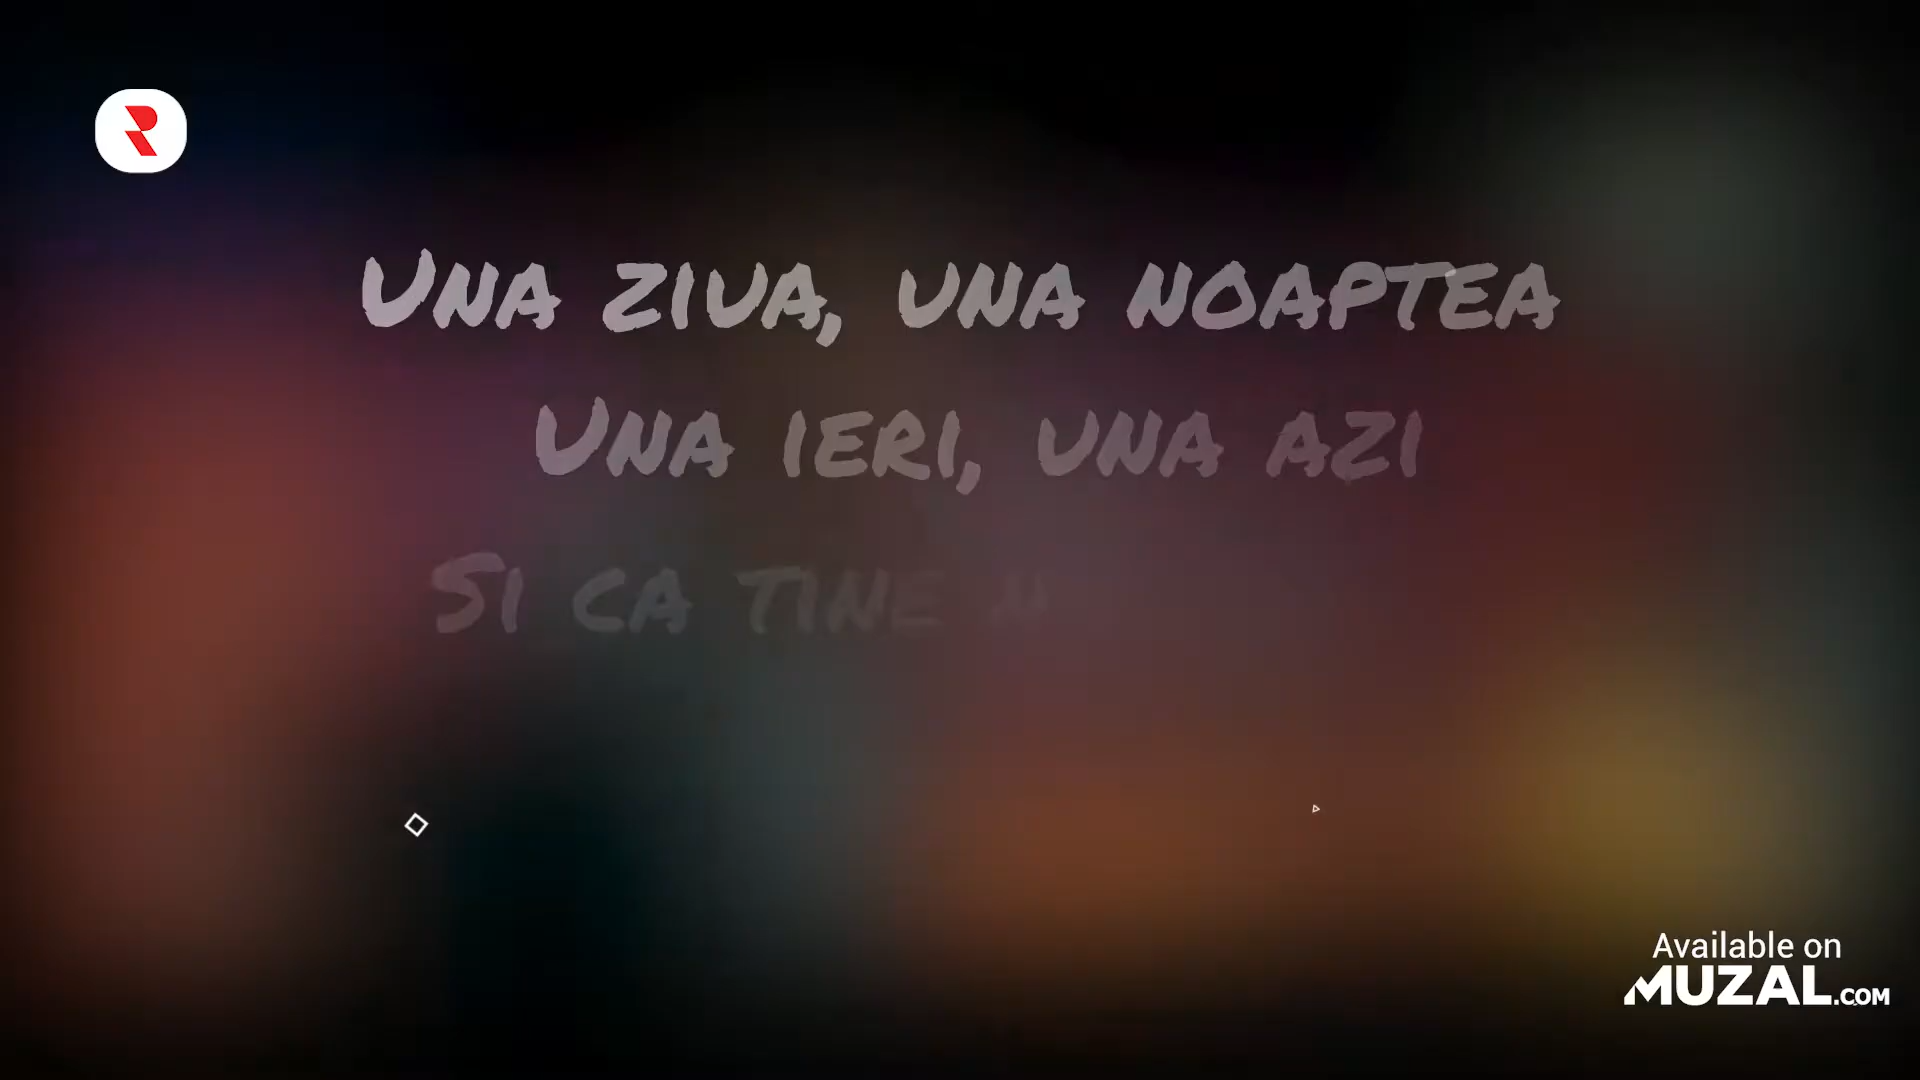 R
Una ziua, una noaptea
Una ieri, una azi
Si ca tine n
Available on
MUZAL.COM